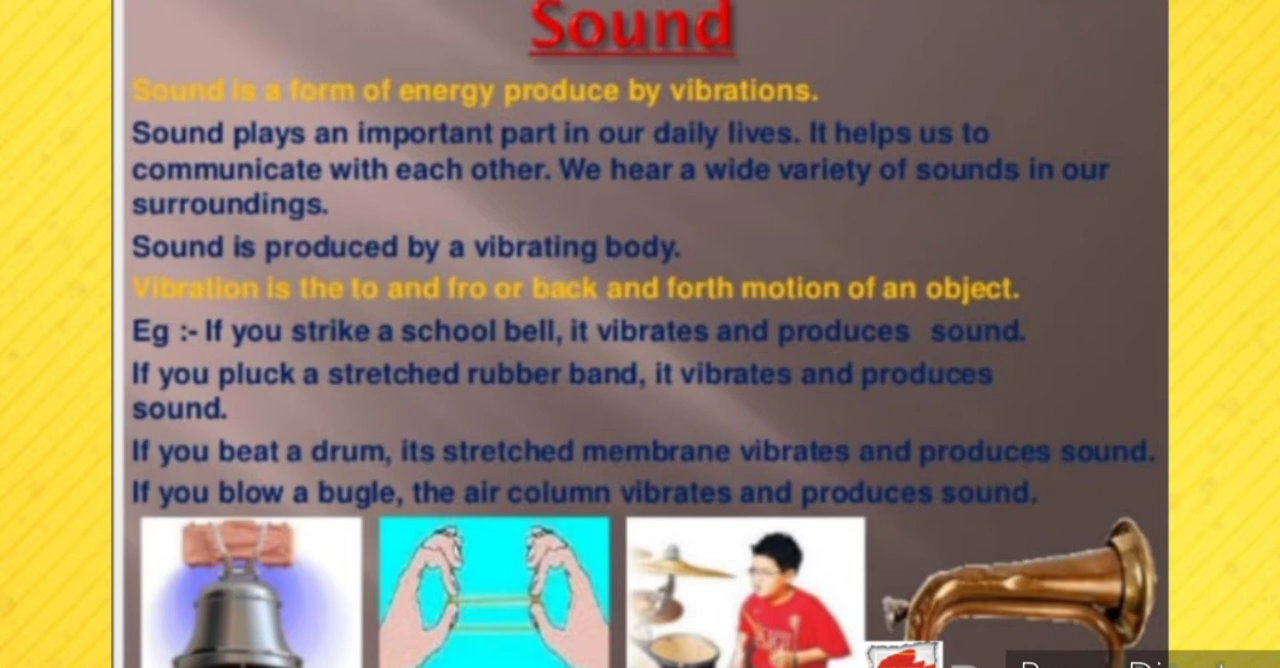 Sound
Sound is a form of energy produce by vibrations.
Sound plays an important part in our daily lives. It helps us to
communicate with each other. We hear a wide variety of sounds in our
surroundings.
Sound is produced by a vibrating body.
Vibration is the to and fro or back and forth motion of an object.
Eg :- If you strike a school bell, it vibrates and produces sound.
If you pluck a stretched rubber band, it vibrates and produces
sound.
If you beat a drum, its stretched membrane vibrates and produces sound.
If you blow a bugle, the air column vibrates and produces sound.